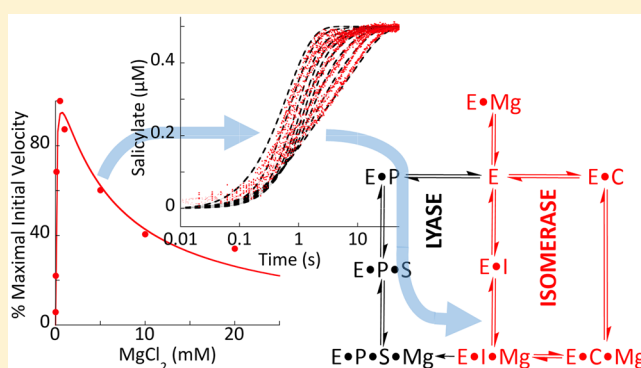 % Maximal Initial Velocity
80
40
0
0
10
20
MgCl₂ (mM)
Salicylate (µM)
0.4
0.2
0
0.01
0.1
1
10
Time (s)
E•Mg
E•P
E
E•C
LYASE
ISOMERASE
E•P•S
E•I
E•P•S•Mg
E•I•Mg
E•C•Mg